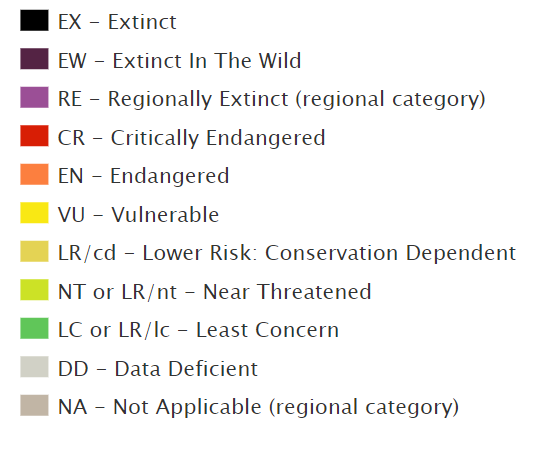 EX – Extinct
EW – Extinct In The Wild
RE – Regionally Extinct (regional category)
CR – Critically Endangered
EN – Endangered
VU – Vulnerable
LR/cd – Lower Risk: Conservation Dependent
NT or LR/nt – Near Threatened
LC or LR/lc – Least Concern
DD – Data Deficient
NA – Not Applicable (regional category)